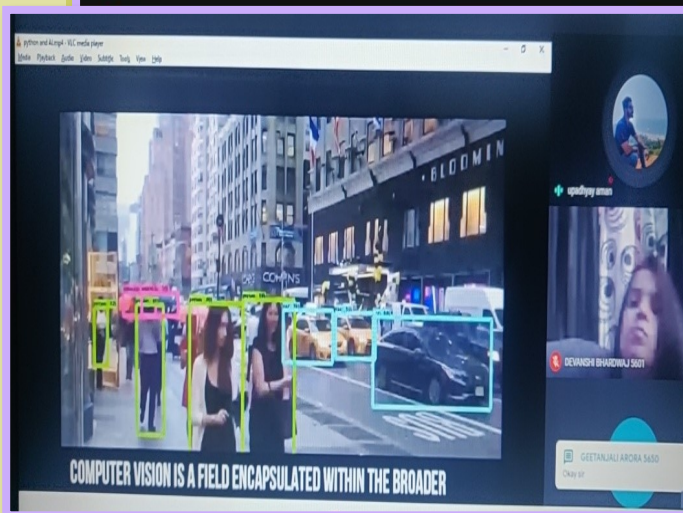 python and AI.mp4 - VLC media player
Media Playback Audio Video Subtitle Tools View Help
BLOOMIN
COHEN'S
COMPUTER VISION IS A FIELD ENCAPSULATED WITHIN THE BROADER
upadhyay aman
DEVANSHI BHARDWAJ 5601
GEETANJALI ARORA 5650
Okay sir